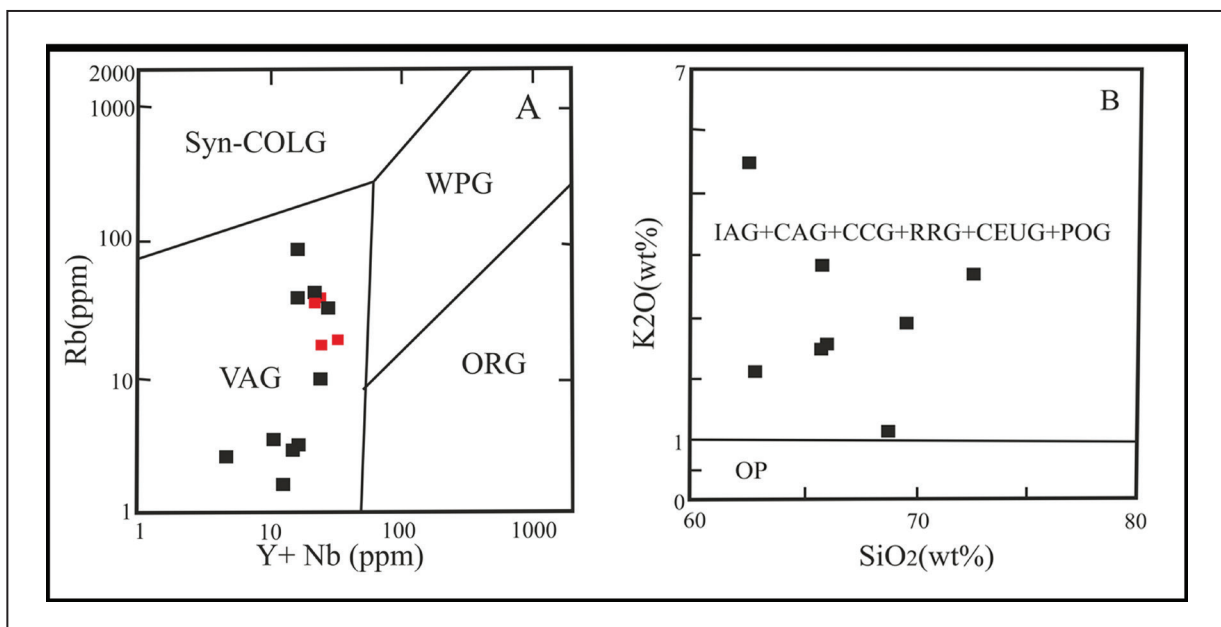 A
2000
1000
100
10
1
Rb(ppm)
Syn-COLG
WPG
VAG
ORG
1
10
100
1000
Y+ Nb (ppm)
B
7
1
0
K2O(wt%)
IAG+CAG+CCG+RRG+CEUG+POG
OP
60
70
80
SiO2(wt%)